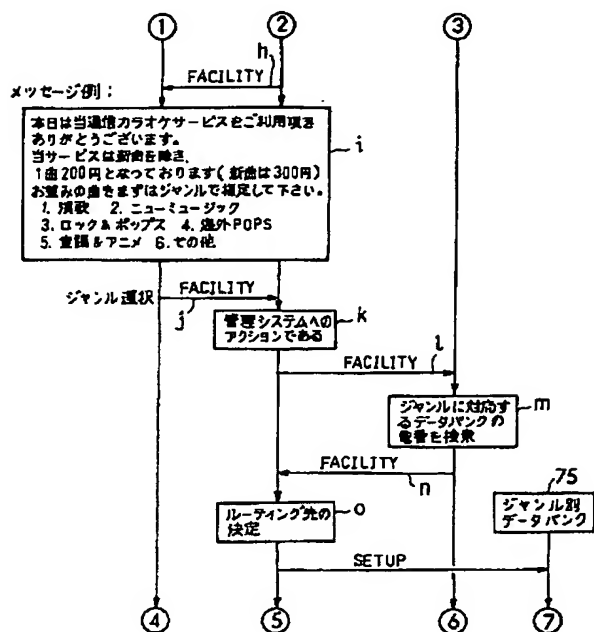 ① ② ③
h
FACILITY
メッセージ例：
本日は当通信カラオケサービスをご利用頂き
ありがとうございます。
当サービスは新曲を除き、
1曲200円となっております(新曲は300円)
お望みの曲をまずはジャンルで指定して下さい。
1. 演歌 2. ニューミュージック
3. ロック&ポップス 4. 海外POPS
5. 童謡&アニメ 6. その他
i
ジャンル選択
FACILITY
j
管理システムへの
アクションである
k
FACILITY
l
ジャンルに対応す
るデータバンクの
電番を検索
m
FACILITY
n
ルーティング先の
決定
o
75
ジャンル別
データバンク
SETUP
④ ⑤ ⑥ ⑦